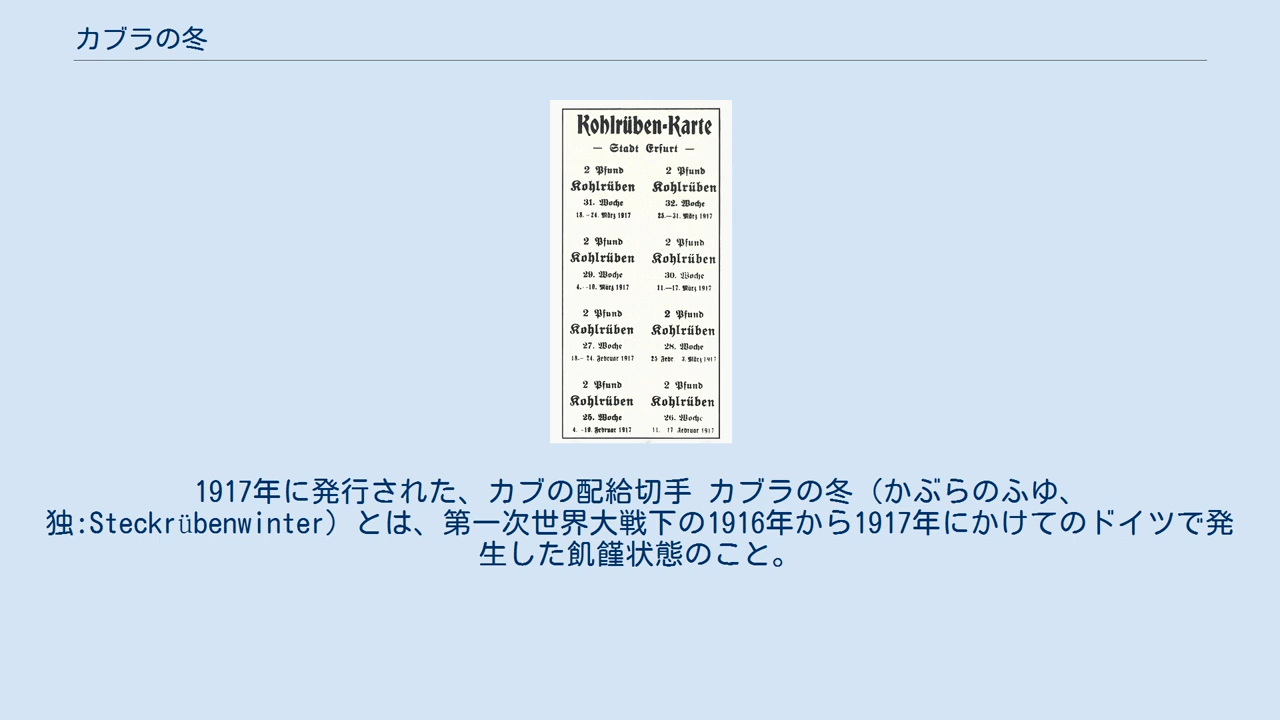 カブラの冬
Kohlrüben-Karte
— Stadt Erfurt —
2 Pfund 2 Pfund
Kohlrüben Kohlrüben
31. Woche 32. Woche
18.-24. März 1917 25.—31. März 1917
2 Pfund 2 Pfund
Kohlrüben Kohlrüben
29. Woche 30. Woche
4.-10. März 1917 11.—17. März 1917
2 Pfund 2 Pfund
Kohlrüben Kohlrüben
27. Woche 28. Woche
18.- 24. Februar 1917 25 Febr. 3. März 1917
2 Pfund 2 Pfund
Kohlrüben Kohlrüben
25. Woche 26. Woche
4. -10. Februar 1917 11. 17 Februar 1917
1917年に発行された、カブの配給切手 カブラの冬（かぶらのふゆ、
独:Steckrübenwinter）とは、第一次世界大戦下の1916年から1917年にかけてのドイツで発
生した飢饉状態のこと。